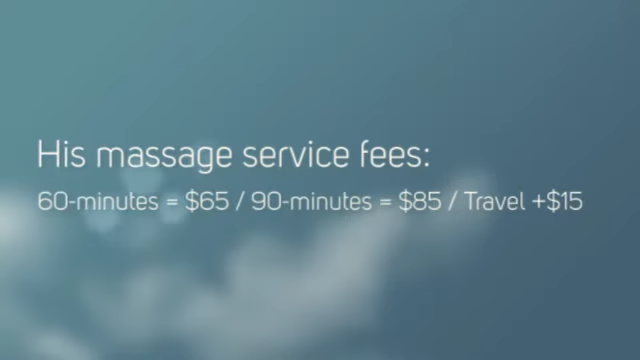 His massage service fees:
60-minutes = $65 / 90-minutes = $85 / Travel +$15